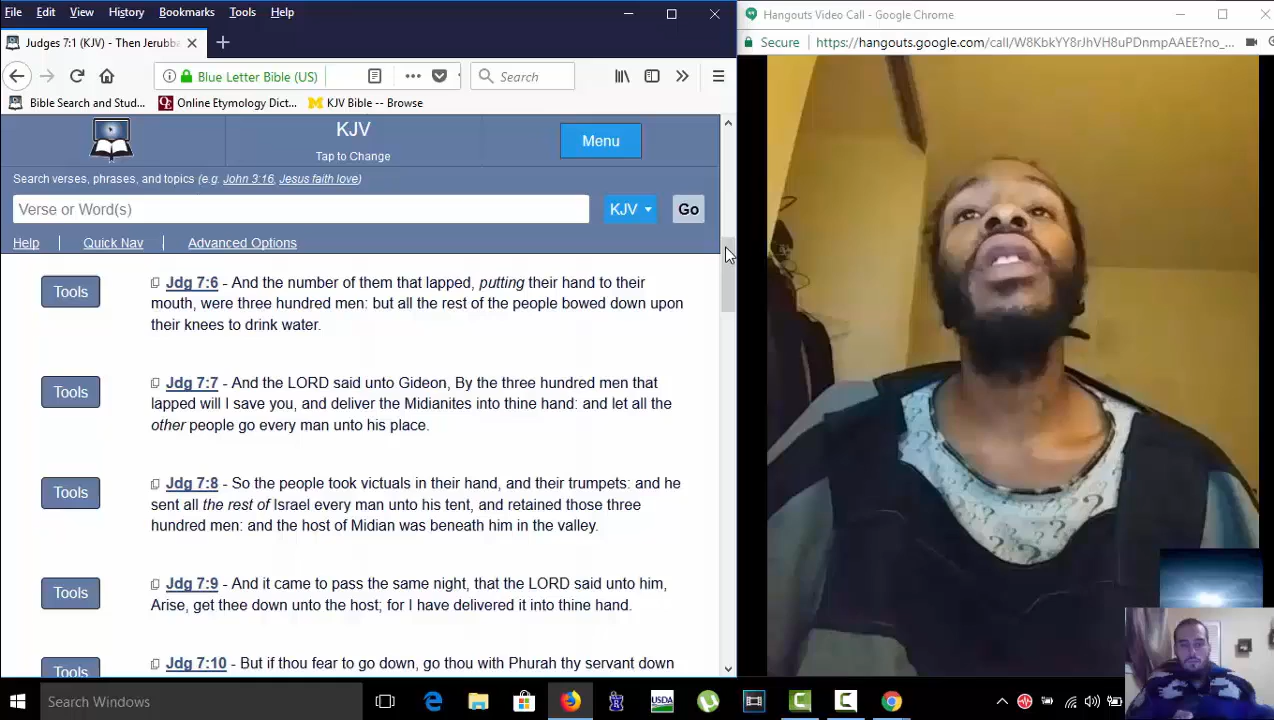 File Edit View History Bookmarks Tools Help
Judges 7:1 (KJV) - Then Jerubba
Blue Letter Bible (US)
Search
Bible Search and Stud... Online Etymology Dict... KJV Bible -- Browse
KJV
Tap to Change
Menu
Search verses, phrases, and topics (e.g. John 3:16, Jesus faith love)
Verse or Word(s)
KJV
Go
Help Quick Nav Advanced Options
Tools
Jdg 7:6 - And the number of them that lapped, putting their hand to their
mouth, were three hundred men: but all the rest of the people bowed down upon
their knees to drink water.
Tools
Jdg 7:7 - And the LORD said unto Gideon, By the three hundred men that
lapped will I save you, and deliver the Midianites into thine hand: and let all the
other people go every man unto his place.
Tools
Jdg 7:8 - So the people took victuals in their hand, and their trumpets: and he
sent all the rest of Israel every man unto his tent, and retained those three
hundred men: and the host of Midian was beneath him in the valley.
Tools
Jdg 7:9 - And it came to pass the same night, that the LORD said unto him,
Arise, get thee down unto the host; for I have delivered it into thine hand.
Tools
Jdg 7:10 - But if thou fear to go down, go thou with Phurah thy servant down
Hangouts Video Call - Google Chrome
Secure https://hangouts.google.com/call/W8KbkYY8rJhVH8uPDnmpAAEE?no_...
Search Windows
USDA